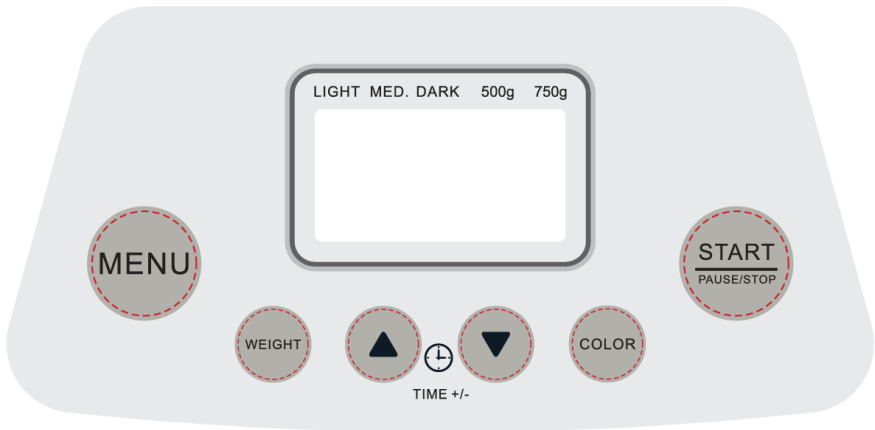 LIGHT MED. DARK 500g 750g
MENU
START
PAUSE/STOP
WEIGHT
COLOR
TIME +/-